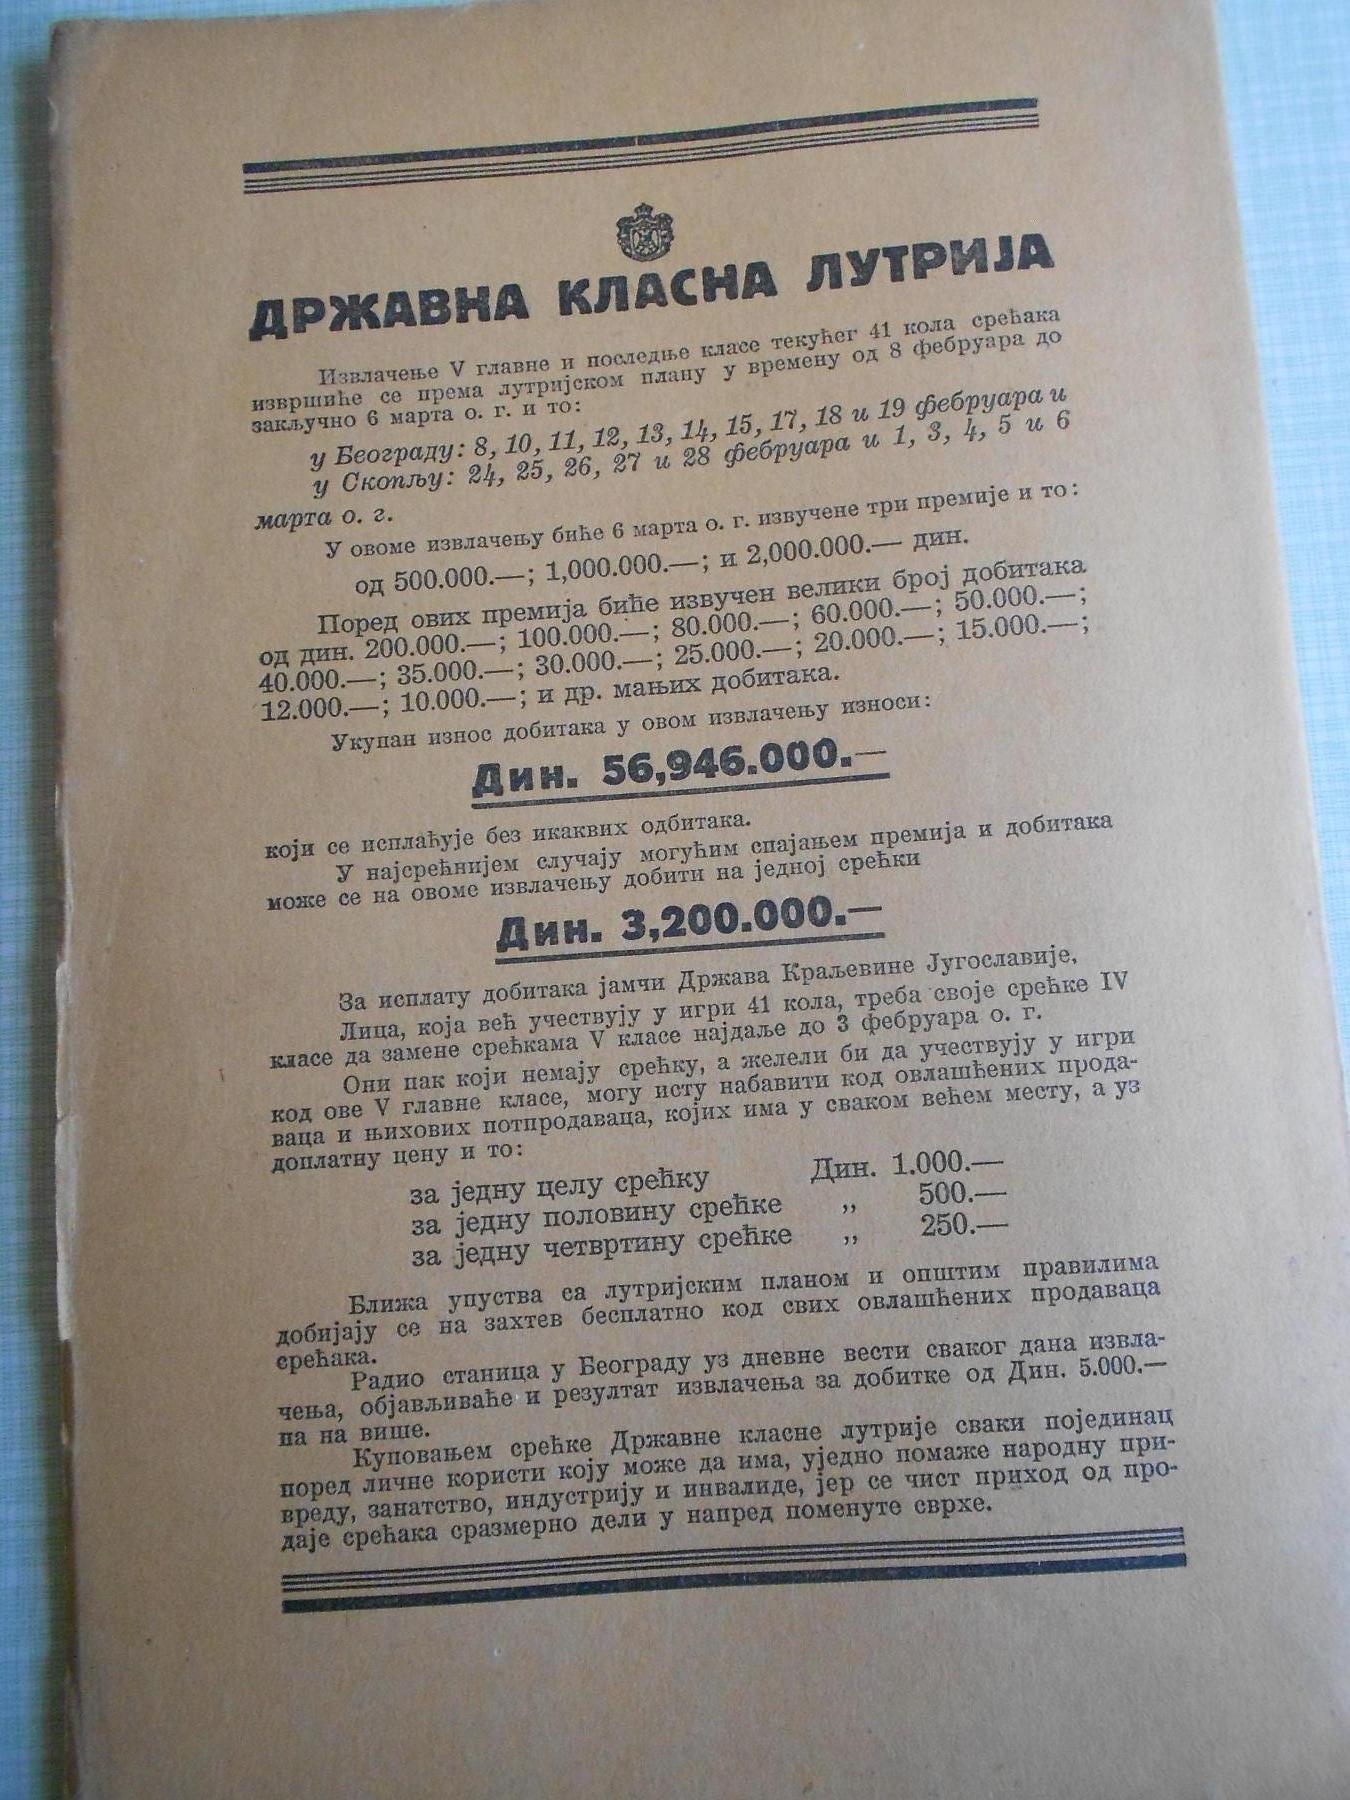 ДРЖАВНА КЛАСНА ЛУТРИЈА
Извлачење V главне и последње класе текућег 41 кола срећака
извршиће се према лутријском плану у времену од 8 фебруара до
закључно 6 марта о. г. и то:
у Београду: 8, 10, 11, 12, 13, 14, 15, 17, 18 и 19 фебруара и
у Скопљу: 24, 25, 26, 27 и 28 фебруара и 1, 3, 4, 5 и 6
марта о. г.
У овоме извлачењу биће 6 марта о. г. извучене три премије и то:
од 500.000.—; 1,000.000.—; и 2,000.000.— дин.
Поред ових премија биће извучен велики број добитака
од дин. 200.000.—; 100.000.—; 80.000.—; 60.000.—; 50.000.—;
40.000.—; 35.000.—; 30.000.—; 25.000.—; 20.000.—; 15.000.—;
12.000.—; 10.000.—; и др. мањих добитака.
Укупан износ добитака у овом извлачењу износи:
Дин. 56,946.000.—
који се исплаћује без икаквих одбитака.
У најсрећнијем случају могућим спајањем премија и добитака
може се на овоме извлачењу добити на једној срећки
Дин. 3,200.000.—
За исплату добитака јамчи Држава Краљевине Југославије,
Лица, која већ учествују у игри 41 кола, треба своје срећке IV
класе да замене срећкама V класе најдаље до 3 фебруара о. г.
Они пак који немају срећку, а желели би да учествују у игри
код ове V главне класе, могу исту набавити код овлашћених прода-
ваца и њихових потпродаваца, којих има у сваком већем месту, а уз
доплатну цену и то:
за једну целу срећку Дин. 1.000.—
за једну половину срећке „ 500.—
за једну четвртину срећке „ 250.—
Ближа упуства са лутријским планом и општим правилима
добијају се на захтев бесплатно код свих овлашћених продаваца
срећака.
Радио станица у Београду уз дневне вести сваког дана извла-
чења, објављиваће и резултат извлачења за добитке од Дин. 5.000.—
па на више.
Куповањем срећке Државне класне лутрије сваки појединац
поред личне користи коју може да има, уједно помаже народну при-
вреду, занатство, индустрију и инвалиде, јер се чист приход од про-
даје срећака сразмерно дели у напред поменуте сврхе.